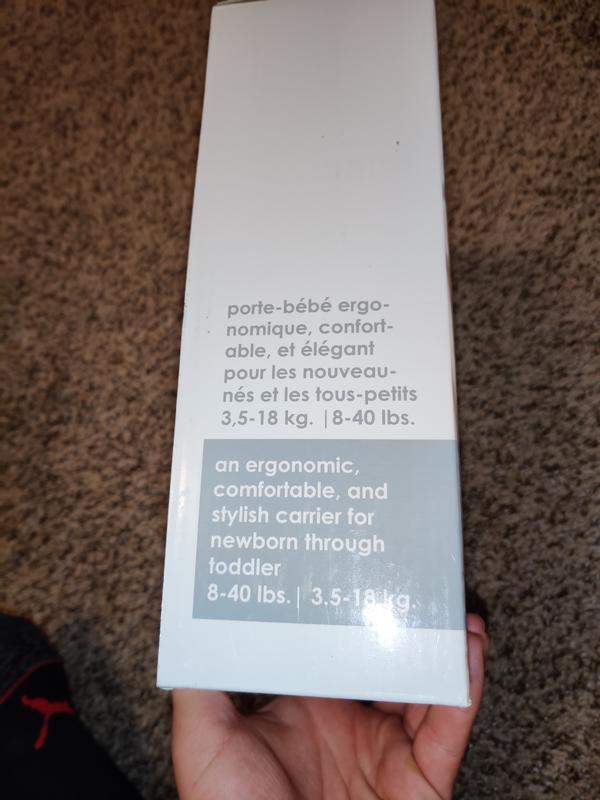 porte-bébé ergo-
nomique, confort-
able, et élégant
pour les nouveau-
nés et les tous-petits
3,5-18 kg. | 8-40 lbs.
an ergonomic,
comfortable, and
stylish carrier for
newborn through
toddler
8-40 lbs. | 3.5-18 kg.